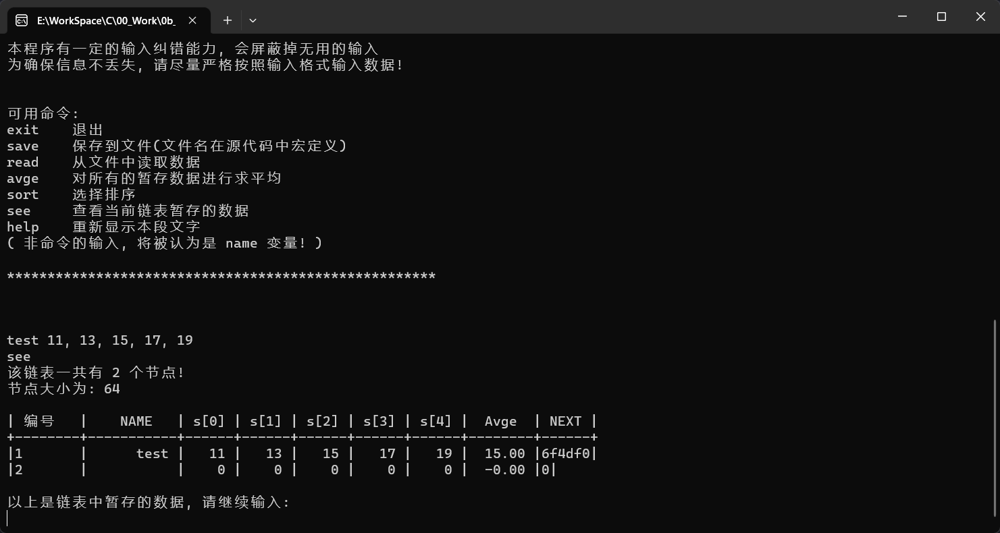 E:\WorkSpace\C\00_Work\0b_
本程序有一定的输入纠错能力, 会屏蔽掉无用的输入
为确保信息不丢失, 请尽量严格按照输入格式输入数据!
可用命令:
exit    退出
save    保存到文件(文件名在源代码中宏定义)
read    从文件中读取数据
avge    对所有的暂存数据进行求平均
sort    选择排序
see     查看当前链表暂存的数据
help    重新显示本段文字
( 非命令的输入, 将被认为是 name 变量! )
*****************************************************
test 11, 13, 15, 17, 19
see
该链表一共有 2 个节点!
节点大小为: 64
| 编号   |    NAME   | s[0] | s[1] | s[2] | s[3] | s[4] |  Avge  | NEXT |
+--------+-----------+------+------+------+------+------+--------+------+
|1       |      test |   11 |   13 |   15 |   17 |   19 |  15.00 |6f4df0|
|2       |           |    0 |    0 |    0 |    0 |    0 |  -0.00 |0|
以上是链表中暂存的数据, 请继续输入: